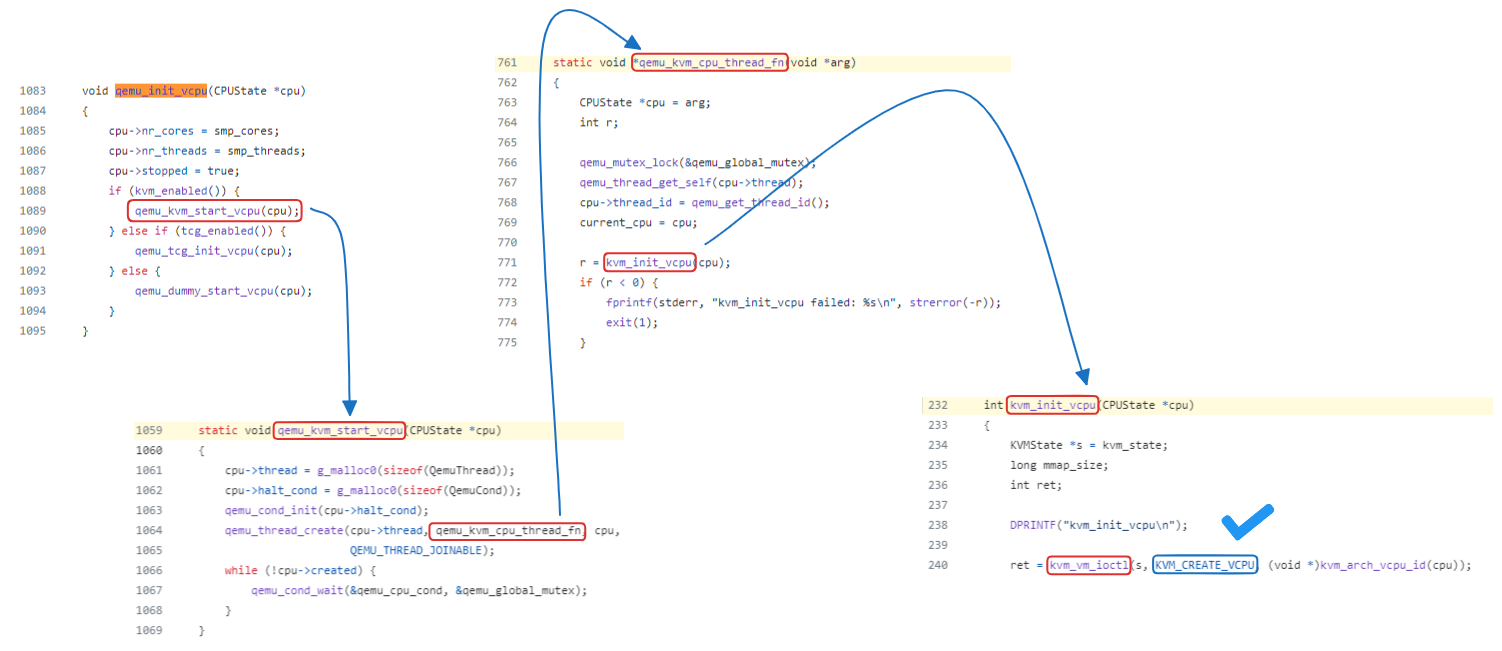 1083 void qemu_init_vcpu(CPUState *cpu)
1084 {
1085 cpu->nr_cores = smp_cores;
1086 cpu->nr_threads = smp_threads;
1087 cpu->stopped = true;
1088 if (kvm_enabled()) {
1089 qemu_kvm_start_vcpu(cpu);
1090 } else if (tcg_enabled()) {
1091 qemu_tcg_init_vcpu(cpu);
1092 } else {
1093 qemu_dummy_start_vcpu(cpu);
1094 }
1095 }
1059 static void qemu_kvm_start_vcpu(CPUState *cpu)
1060 {
1061 cpu->thread = g_malloc0(sizeof(QemuThread));
1062 cpu->halt_cond = g_malloc0(sizeof(QemuCond));
1063 qemu_cond_init(cpu->halt_cond);
1064 qemu_thread_create(cpu->thread, qemu_kvm_cpu_thread_fn, cpu,
1065 QEMU_THREAD_JOINABLE);
1066 while (!cpu->created) {
1067 qemu_cond_wait(&qemu_cpu_cond, &qemu_global_mutex);
1068 }
1069 }
761 static void *qemu_kvm_cpu_thread_fn(void *arg)
762 {
763 CPUState *cpu = arg;
764 int r;
765
766 qemu_mutex_lock(&qemu_global_mutex);
767 qemu_thread_get_self(cpu->thread);
768 cpu->thread_id = qemu_get_thread_id();
769 current_cpu = cpu;
770
771 r = kvm_init_vcpu(cpu);
772 if (r < 0) {
773 fprintf(stderr, "kvm_init_vcpu failed: %s\n", strerror(-r));
774 exit(1);
775 }
232 int kvm_init_vcpu(CPUState *cpu)
233 {
234 KVMState *s = kvm_state;
235 long mmap_size;
236 int ret;
237
238 DPRINTF("kvm_init_vcpu\n");
239
240 ret = kvm_vm_ioctl(s, KVM_CREATE_VCPU, (void *)kvm_arch_vcpu_id(cpu));